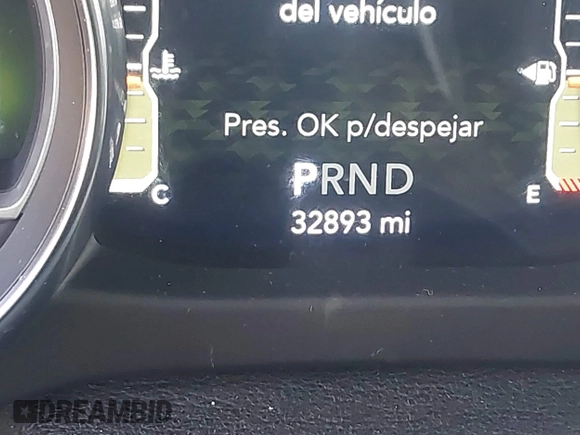 del vehículo
Pres. OK p/despejar
PRND
C
E
32893 mi
DREAMBID